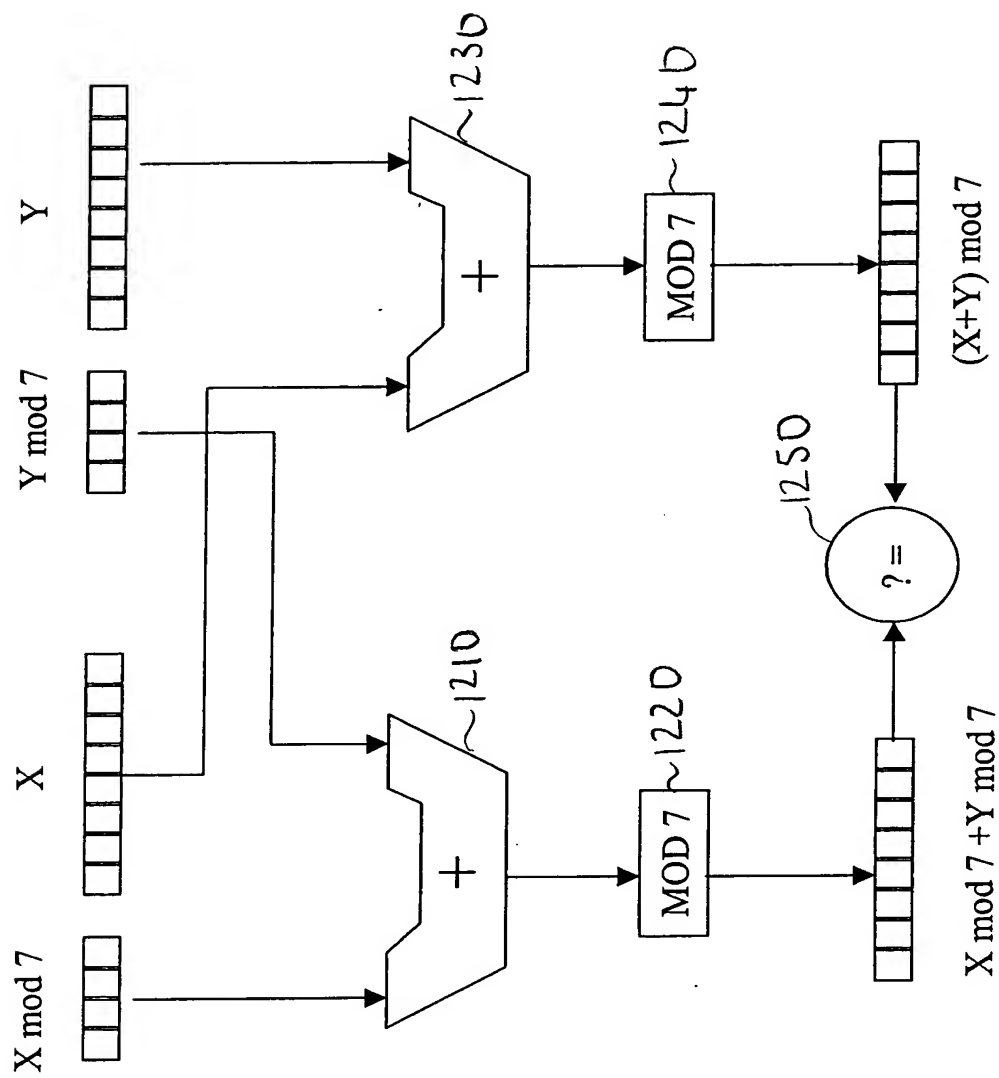 X mod 7
X
Y mod 7
Y
+
1210
+
1230
MOD 7
1220
MOD 7
1240
? =
1250
X mod 7 +Y mod 7
(X+Y) mod 7